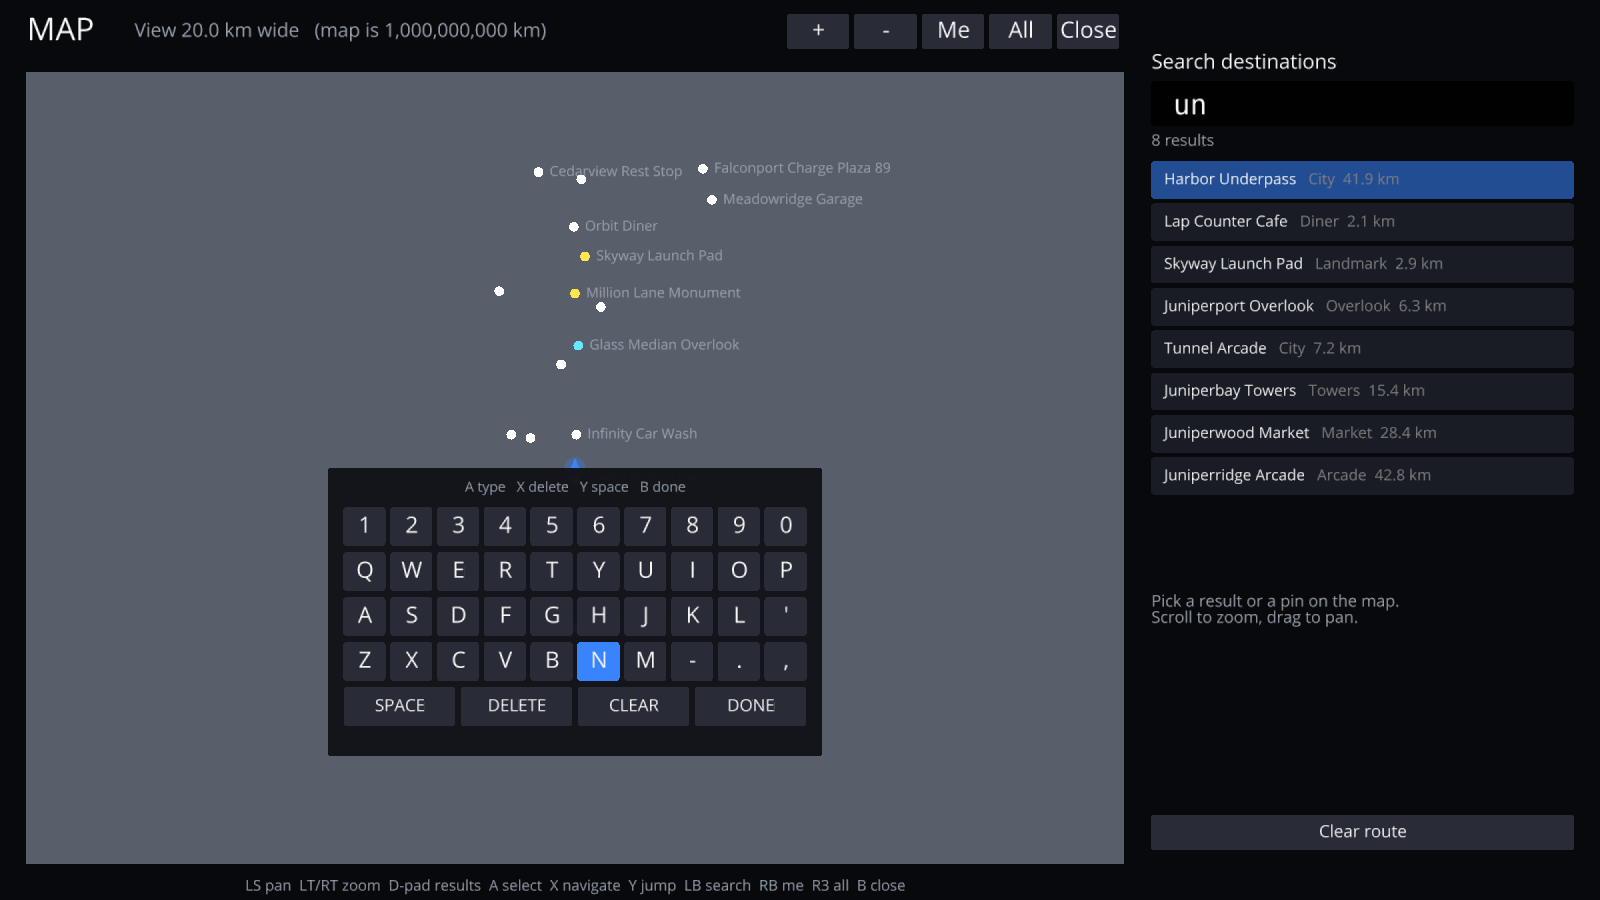 MAP
View 20.0 km wide (map is 1,000,000,000 km)
+ - Me All Close
Search destinations
un
8 results
Harbor Underpass City 41.9 km
Lap Counter Cafe Diner 2.1 km
Skyway Launch Pad Landmark 2.9 km
Juniperport Overlook Overlook 6.3 km
Tunnel Arcade City 7.2 km
Juniperbay Towers Towers 15.4 km
Juniperwood Market Market 28.4 km
Juniperridge Arcade Arcade 42.8 km
Pick a result or a pin on the map.
Scroll to zoom, drag to pan.
Clear route
Cedarview Rest Stop
Falconport Charge Plaza 89
Meadowridge Garage
Orbit Diner
Skyway Launch Pad
Million Lane Monument
Glass Median Overlook
Infinity Car Wash
A type X delete Y space B done
1 2 3 4 5 6 7 8 9 0
Q W E R T Y U I O P
A S D F G H J K L '
Z X C V B N M - . ,
SPACE DELETE CLEAR DONE
LS pan LT/RT zoom D-pad results A select X navigate Y jump LB search RB me R3 all B close